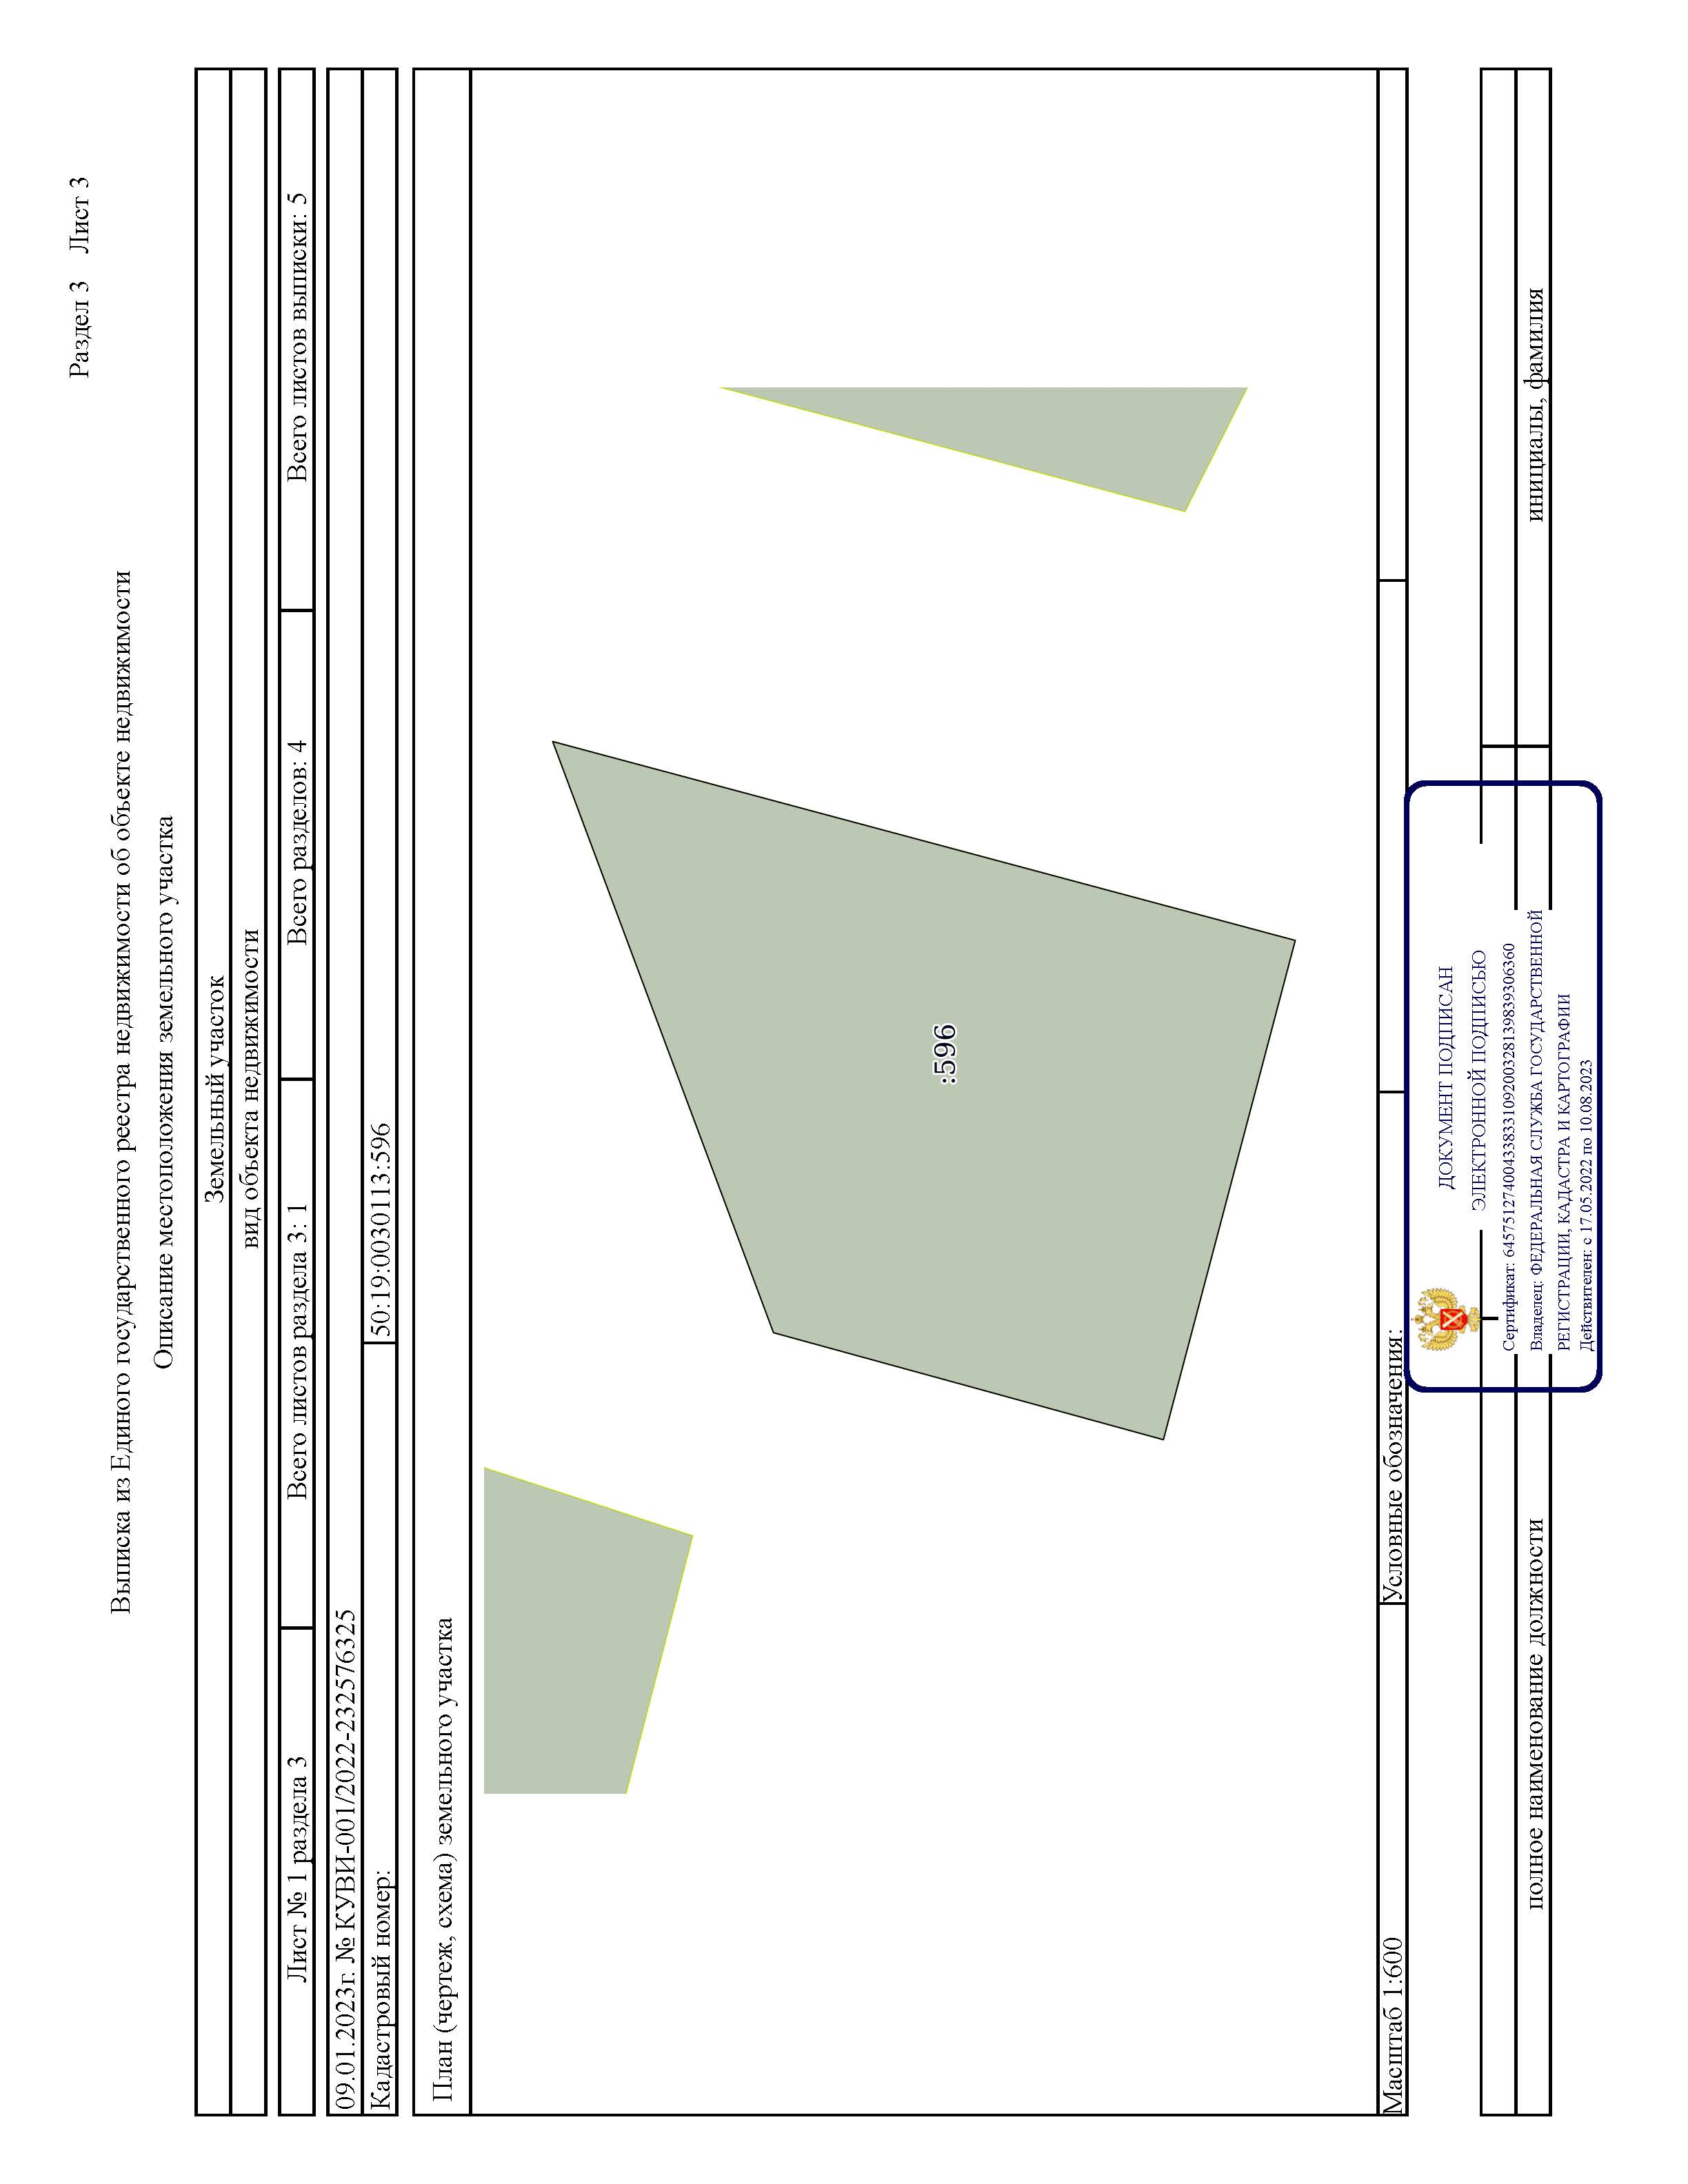 Раздел 3 Лист 3
Выписка из Единого государственного реестра недвижимости об объекте недвижимости
Описание местоположения земельного участка
Земельный участок
вид объекта недвижимости
Лист № 1 раздела 3
Всего листов раздела 3: 1
Всего разделов: 4
Всего листов выписки: 5
09.01.2023г. № КУВИ-001/2022-232576325
Кадастровый номер:
50:19:0030113:596
План (чертеж, схема) земельного участка
:596
Масштаб 1:600
Условные обозначения:
ДОКУМЕНТ ПОДПИСАН
ЭЛЕКТРОННОЙ ПОДПИСЬЮ
Сертификат: 64575127400433833109200328139839306360
Владелец: ФЕДЕРАЛЬНАЯ СЛУЖБА ГОСУДАРСТВЕННОЙ
РЕГИСТРАЦИИ, КАДАСТРА И КАРТОГРАФИИ
Действителен: с 17.05.2022 по 10.08.2023
полное наименование должности
инициалы, фамилия